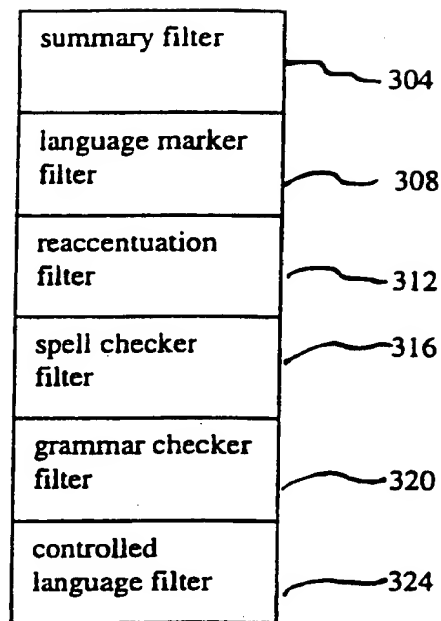 summary filter
304
language marker
filter
308
reaccentuation
filter
312
spell checker
filter
316
grammar checker
filter
320
controlled
language filter
324